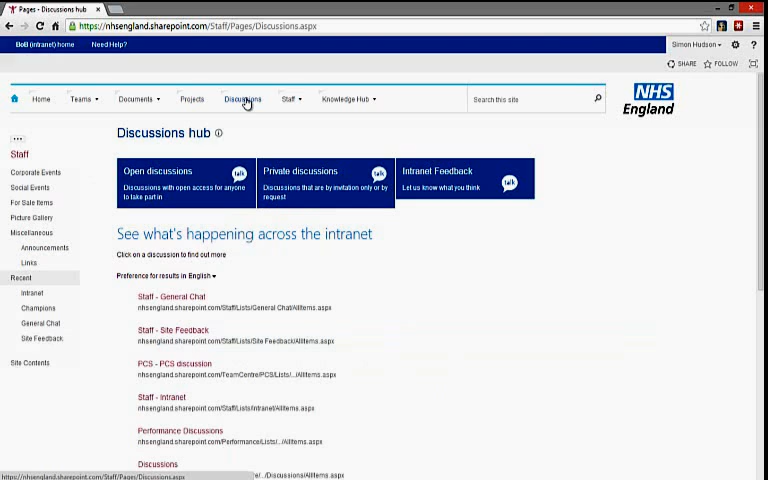 Pages - Discussions hub
https://nhsengland.sharepoint.com/Staff/Pages/Discussions.aspx
BoB (intranet) home Need Help? Simon Hudson
SHARE FOLLOW
Home Teams Documents Projects Discussions Staff Knowledge Hub Search this site
NHS
England
Discussions hub
Staff
Corporate Events
Social Events
For Sale Items
Picture Gallery
Miscellaneous
Announcements
Links
Recent
Intranet
Champions
General Chat
Site Feedback
Site Contents
Open discussions
Discussions with open access for anyone
to take part in
talk
Private discussions
Discussions that are by invitation only or by
request
talk
Intranet Feedback
Let us know what you think
talk
See what's happening across the intranet
Click on a discussion to find out more
Preference for results in English
Staff - General Chat
nhsengland.sharepoint.com/Staff/Lists/General Chat/AllItems.aspx
Staff - Site Feedback
nhsengland.sharepoint.com/Staff/Lists/Site Feedback/AllItems.aspx
PCS - PCS discussion
nhsengland.sharepoint.com/TeamCentre/PCS/Lists/.../AllItems.aspx
Staff - Intranet
nhsengland.sharepoint.com/Staff/Lists/Intranet/AllItems.aspx
Performance Discussions
nhsengland.sharepoint.com/Performance/Lists/.../AllItems.aspx
Discussions
.../Discussions/AllItems.aspx
https://nhsengland.sharepoint.com/Staff/Pages/Discussions.aspx